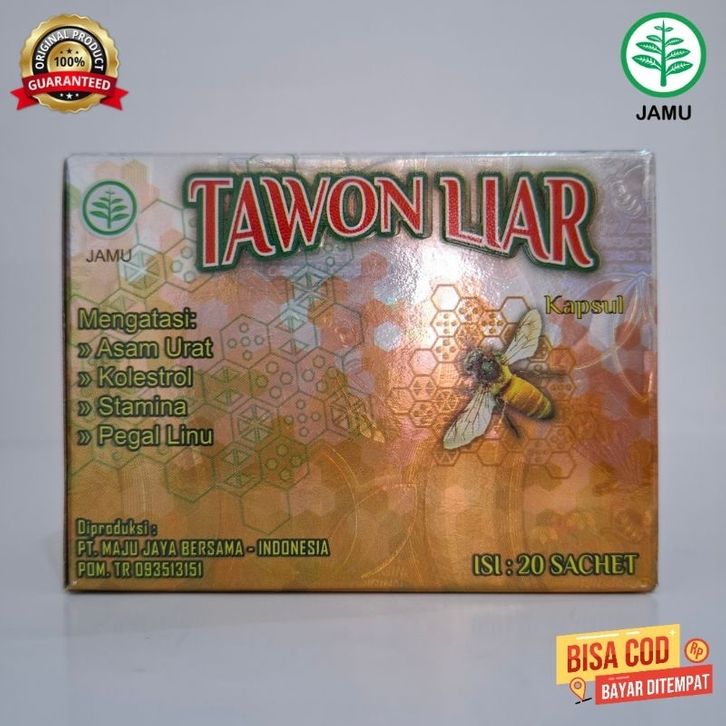 ORIGINAL PRODUCT
100%
GUARANTEED
JAMU
TAWON LIAR
JAMU
Kapsul
Mengatasi:
» Asam Urat
» Kolestrol
» Stamina
» Pegal Linu
Diproduksi :
PT. MAJU JAYA BERSAMA - INDONESIA
POM. TR 093513151
ISI : 20 SACHET
BISA COD
RP
BAYAR DITEMPAT